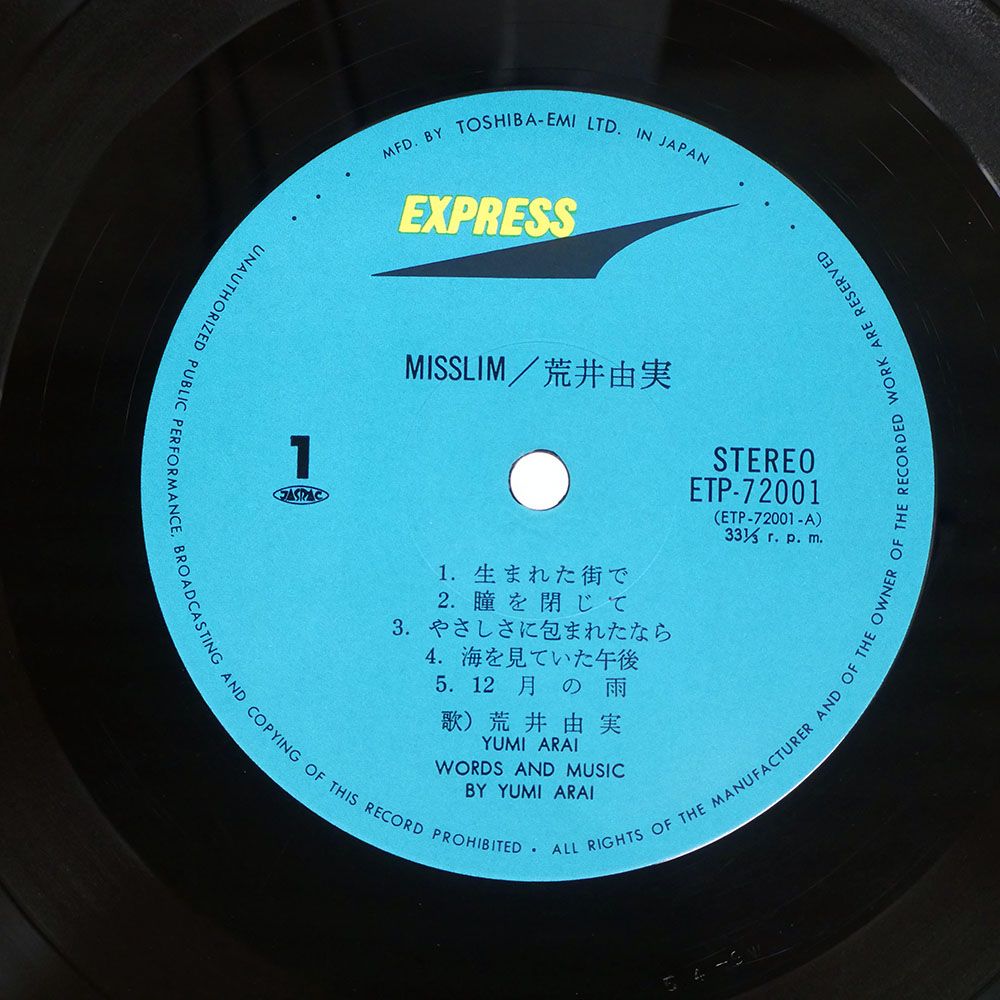 MFD. BY TOSHIBA-EMI LTD. IN JAPAN
EXPRESS
MISSLIM/荒井由実
1
JASRAC
STEREO
ETP-72001
(ETP-72001-A)
33⅓ r.p.m.
1. 生まれた街で
2. 瞳を閉じて
3. やさしさに包まれたなら
4. 海を見ていた午後
5. 12月の雨
歌) 荒井由実
YUMI ARAI
WORDS AND MUSIC
BY YUMI ARAI
UNAUTHORIZED PUBLIC PERFORMANCE, BROADCASTING AND COPYING OF THIS RECORD PROHIBITED • ALL RIGHTS OF THE MANUFACTURER AND OF THE OWNER OF THE RECORDED WORK ARE RESERVED